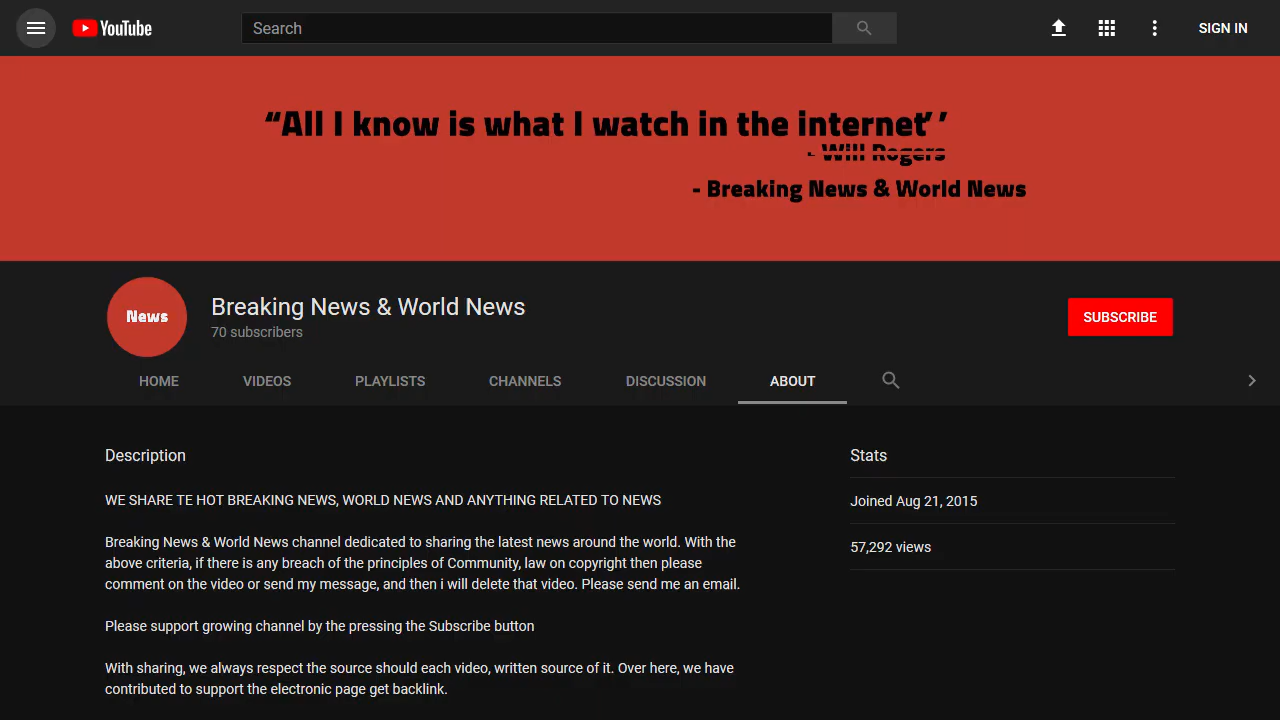 YouTube
Search
SIGN IN
“All I know is what I watch in the internet’’
- Will Rogers
- Breaking News & World News
News
Breaking News & World News
70 subscribers
SUBSCRIBE
HOME
VIDEOS
PLAYLISTS
CHANNELS
DISCUSSION
ABOUT
Description
WE SHARE TE HOT BREAKING NEWS, WORLD NEWS AND ANYTHING RELATED TO NEWS
Breaking News & World News channel dedicated to sharing the latest news around the world. With the
above criteria, if there is any breach of the principles of Community, law on copyright then please
comment on the video or send my message, and then i will delete that video. Please send me an email.
Please support growing channel by the pressing the Subscribe button
With sharing, we always respect the source should each video, written source of it. Over here, we have
contributed to support the electronic page get backlink.
Stats
Joined Aug 21, 2015
57,292 views